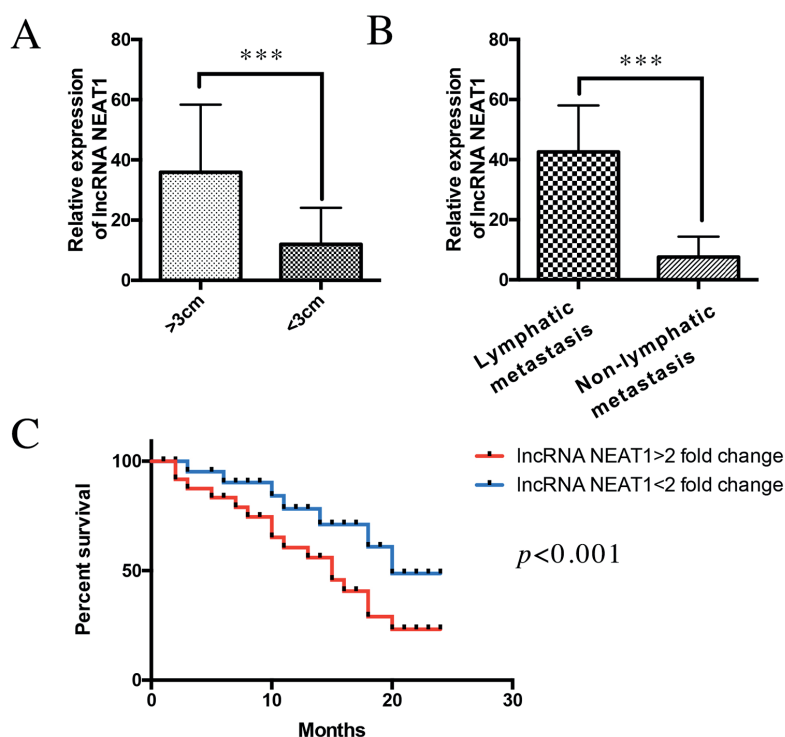 A
Relative expression
of lncRNA NEAT1
80
60
40
20
0
***
>3cm
<3cm
B
Relative expression
of lncRNA NEAT1
80
60
40
20
0
***
Lymphatic
metastasis
Non-lymphatic
metastasis
C
Percent survival
100
50
0
0
10
20
30
Months
lncRNA NEAT1>2 fold change
lncRNA NEAT1<2 fold change
p<0.001